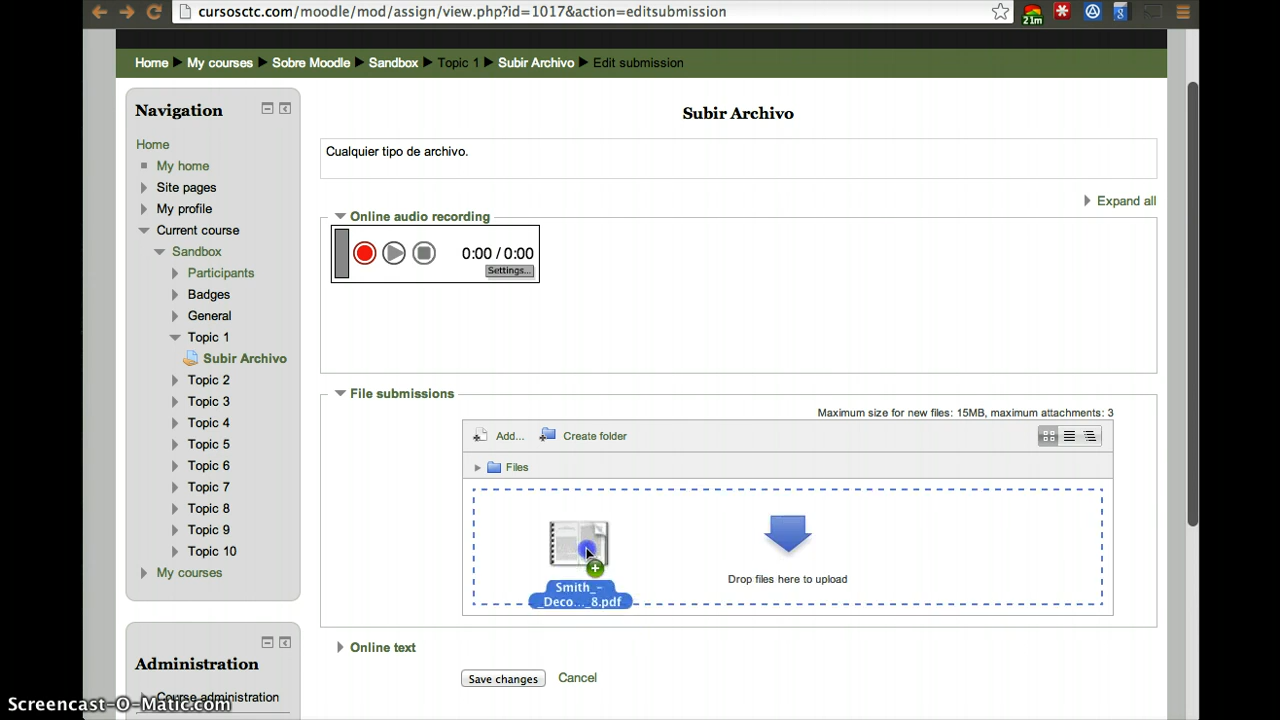 cursosctc.com/moodle/mod/assign/view.php?id=1017&action=editsubmission
21m
Home My courses Sobre Moodle Sandbox Topic 1 Subir Archivo Edit submission
Navigation
Home
My home
Site pages
My profile
Current course
Sandbox
Participants
Badges
General
Topic 1
Subir Archivo
Topic 2
Topic 3
Topic 4
Topic 5
Topic 6
Topic 7
Topic 8
Topic 9
Topic 10
My courses
Administration
Course administration
Subir Archivo
Cualquier tipo de archivo.
Expand all
Online audio recording
0:00 / 0:00
Settings...
File submissions
Maximum size for new files: 15MB, maximum attachments: 3
Add... Create folder
Files
Smith_-
_Deco..._8.pdf
Drop files here to upload
Online text
Save changes Cancel
Screencast-O-Matic.com